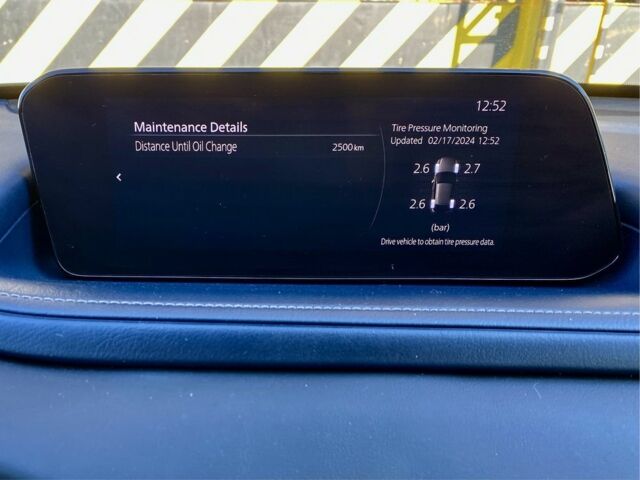 12:52
Maintenance Details
Distance Until Oil Change 2500 km
Tire Pressure Monitoring
Updated 02/17/2024 12:52
2.6 2.7
2.6 2.6
(bar)
Drive vehicle to obtain tire pressure data.